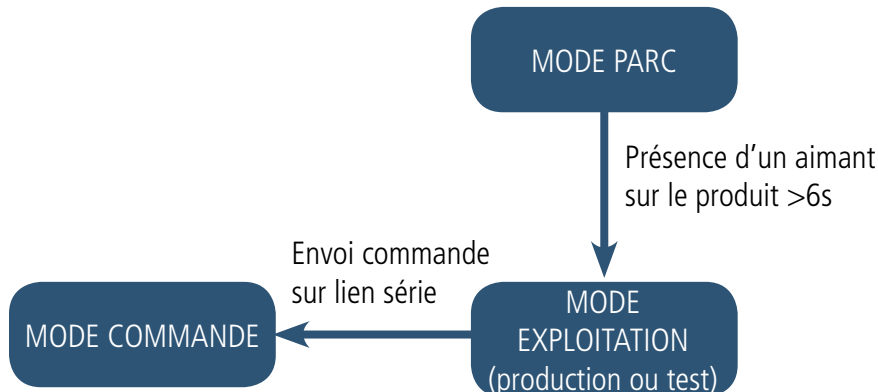 MODE PARC
Présence d’un aimant
sur le produit >6s
Envoi commande
sur lien série
MODE COMMANDE
MODE
EXPLOITATION
(production ou test)